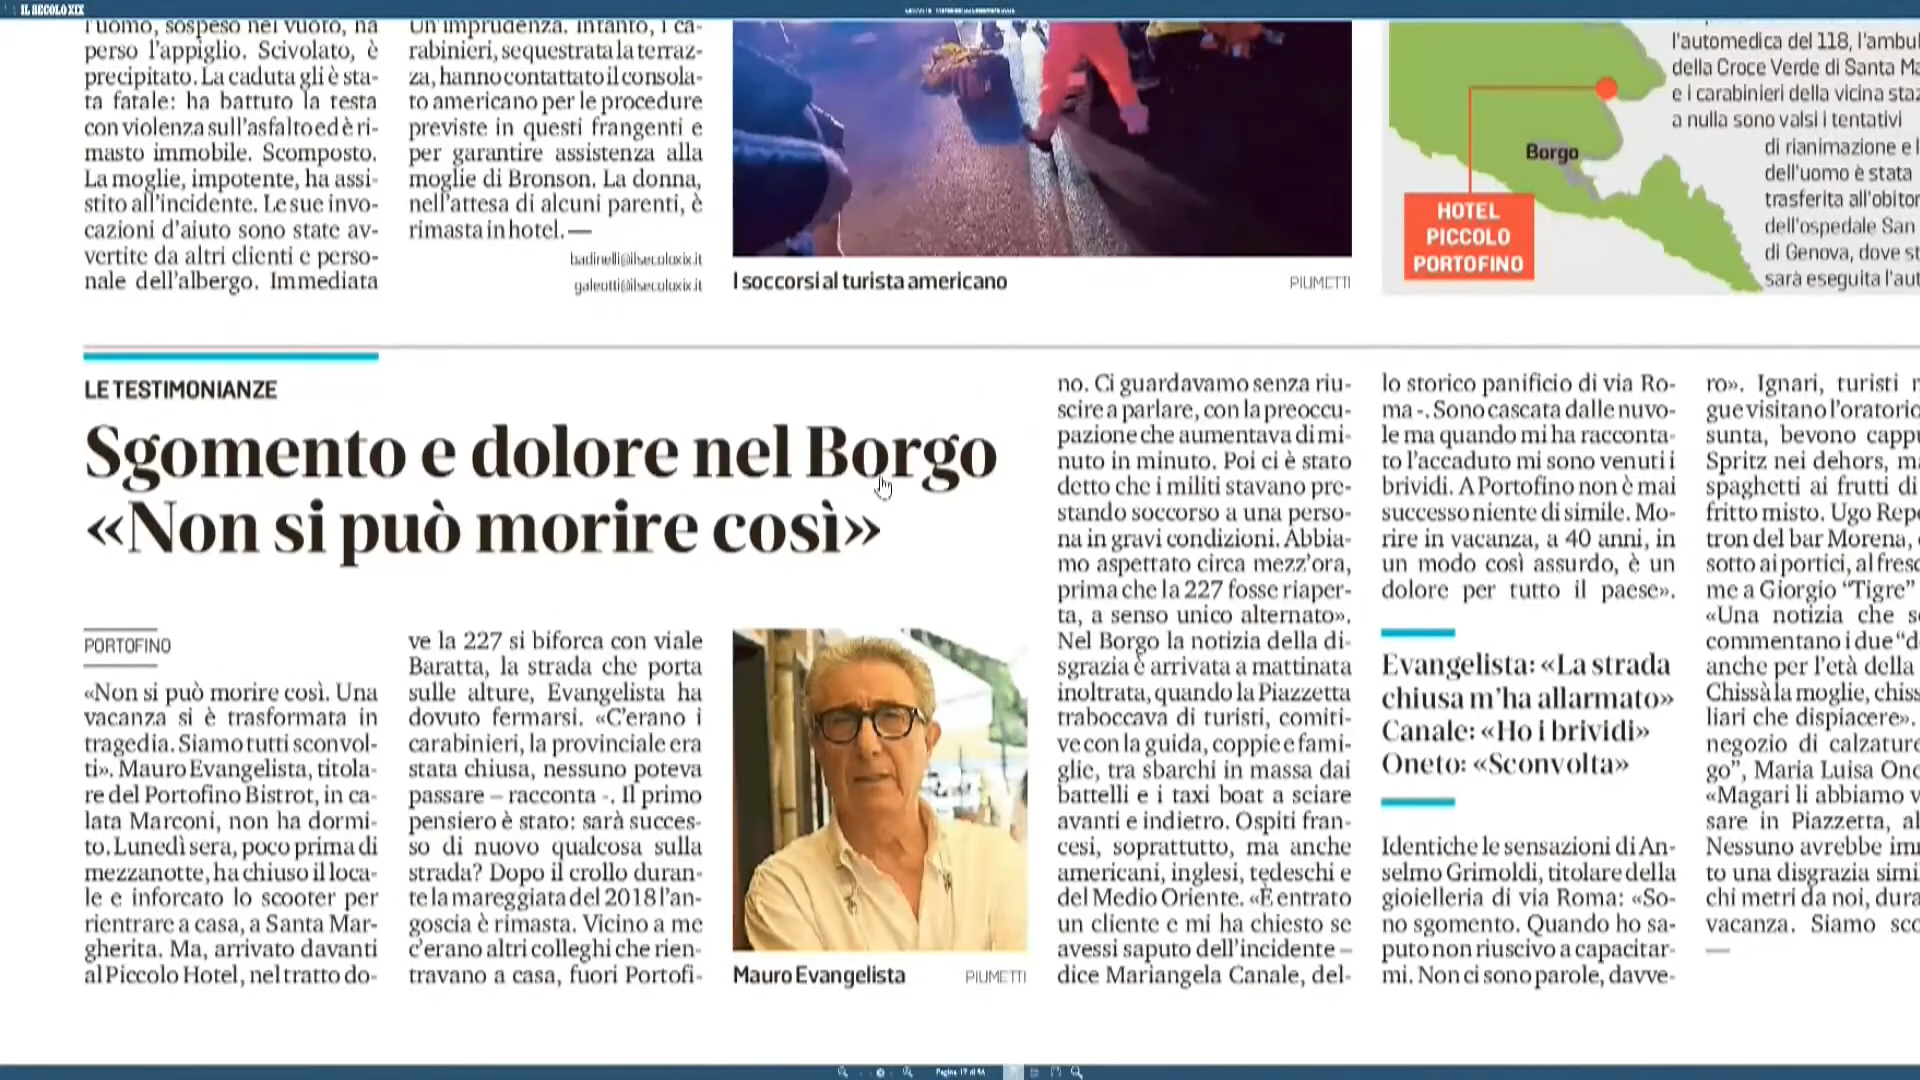 IL SECOLO XIX
l'uomo, sospeso nel vuoto, ha
perso l'appiglio. Scivolato, è
precipitato. La caduta gli è sta-
ta fatale: ha battuto la testa
con violenza sull'asfalto ed è ri-
masto immobile. Scomposto.
La moglie, impotente, ha assi-
stito all'incidente. Le sue invo-
cazioni d'aiuto sono state av-
vertite da altri clienti e perso-
nale dell'albergo. Immediata
Un'imprudenza. Intanto, i ca-
rabinieri, sequestrata la terraz-
za, hanno contattato il consola-
to americano per le procedure
previste in questi frangenti e
per garantire assistenza alla
moglie di Bronson. La donna,
nell'attesa di alcuni parenti, è
rimasta in hotel. —
badinelli@ilsecoloxix.it
galeotti@ilsecoloxix.it
I soccorsi al turista americano
PIUMETTI
Borgo
HOTEL
PICCOLO
PORTOFINO
l'automedica del 118, l'ambul
della Croce Verde di Santa Ma
e i carabinieri della vicina staz
a nulla sono valsi i tentativi
di rianimazione e l
dell'uomo è stata
trasferita all'obitor
dell'ospedale San
di Genova, dove st
sarà eseguita l'aut
LE TESTIMONIANZE
Sgomento e dolore nel Borgo
«Non si può morire così»
PORTOFINO
«Non si può morire così. Una
vacanza si è trasformata in
tragedia. Siamo tutti sconvol-
ti». Mauro Evangelista, titola-
re del Portofino Bistrot, in ca-
lata Marconi, non ha dormi-
to. Lunedì sera, poco prima di
mezzanotte, ha chiuso il loca-
le e inforcato lo scooter per
rientrare a casa, a Santa Mar-
gherita. Ma, arrivato davanti
al Piccolo Hotel, nel tratto do-
ve la 227 si biforca con viale
Baratta, la strada che porta
sulle alture, Evangelista ha
dovuto fermarsi. «C'erano i
carabinieri, la provinciale era
stata chiusa, nessuno poteva
passare – racconta -. Il primo
pensiero è stato: sarà succes-
so di nuovo qualcosa sulla
strada? Dopo il crollo duran-
te la mareggiata del 2018 l'an-
goscia è rimasta. Vicino a me
c'erano altri colleghi che rien-
travano a casa, fuori Portofi-
Mauro Evangelista
PIUMETTI
no. Ci guardavamo senza riu-
scire a parlare, con la preoccu-
pazione che aumentava di mi-
nuto in minuto. Poi ci è stato
detto che i militi stavano pre-
stando soccorso a una perso-
na in gravi condizioni. Abbia-
mo aspettato circa mezz'ora,
prima che la 227 fosse riaper-
ta, a senso unico alternato».
Nel Borgo la notizia della di-
sgrazia è arrivata a mattinata
inoltrata, quando la Piazzetta
traboccava di turisti, comiti-
ve con la guida, coppie e fami-
glie, tra sbarchi in massa dai
battelli e i taxi boat a sciare
avanti e indietro. Ospiti fran-
cesi, soprattutto, ma anche
americani, inglesi, tedeschi e
del Medio Oriente. «È entrato
un cliente e mi ha chiesto se
avessi saputo dell'incidente –
dice Mariangela Canale, del-
lo storico panificio di via Ro-
ma -. Sono cascata dalle nuvo-
le ma quando mi ha racconta-
to l'accaduto mi sono venuti i
brividi. A Portofino non è mai
successo niente di simile. Mo-
rire in vacanza, a 40 anni, in
un modo così assurdo, è un
dolore per tutto il paese».
Evangelista: «La strada
chiusa m'ha allarmato»
Canale: «Ho i brividi»
Oneto: «Sconvolta»
Identiche le sensazioni di An-
selmo Grimoldi, titolare della
gioielleria di via Roma: «So-
no sgomento. Quando ho sa-
puto non riuscivo a capacitar-
mi. Non ci sono parole, davve-
ro». Ignari, turisti
gue visitano l'oratorio
sunta, bevono cappu
Spritz nei dehors, ma
spaghetti ai frutti di
fritto misto. Ugo Repe
tron del bar Morena,
sotto ai portici, al fresc
me a Giorgio “Tigre”
«Una notizia che s
commentano i due “d
anche per l'età della
Chissà la moglie, chiss
liari che dispiacere».
negozio di calzature
go”, Maria Luisa One
«Magari li abbiamo v
sare in Piazzetta, al
Nessuno avrebbe im
to una disgrazia simi
chi metri da noi, dura
vacanza. Siamo sco
—